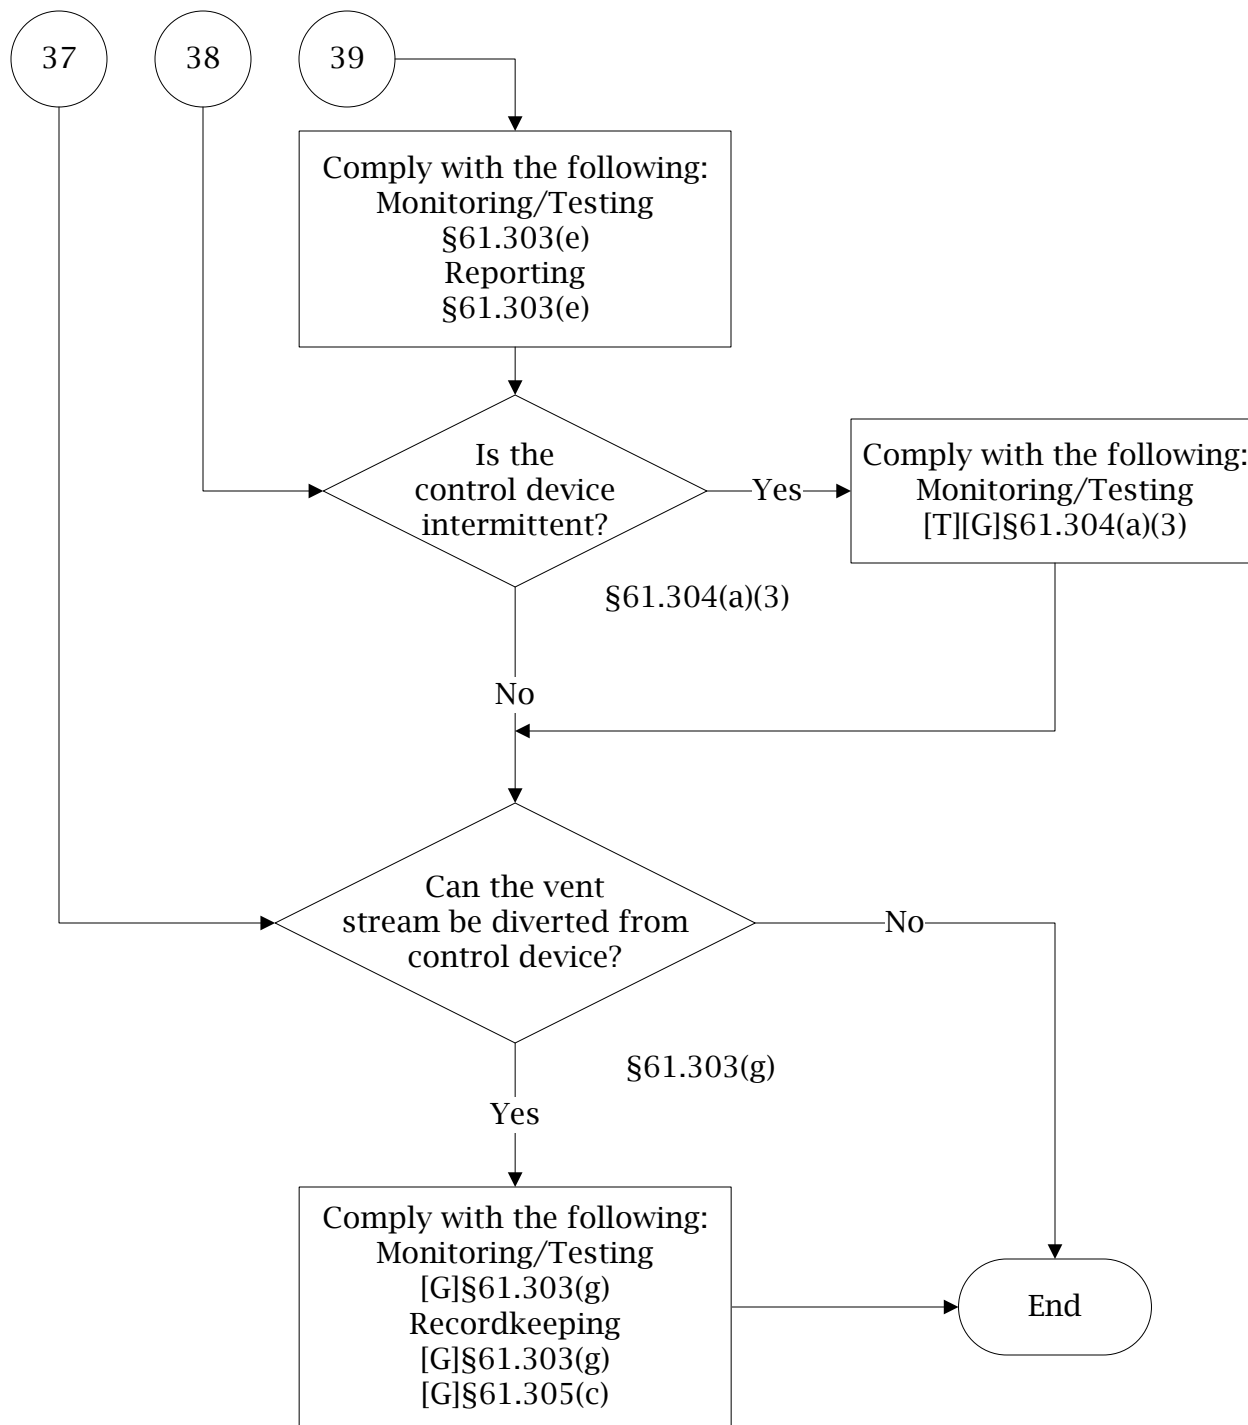 37
38
39
Comply with the following:
Monitoring/Testing
§61.303(e)
Reporting
§61.303(e)
Is the
control device
intermittent?
Yes
Comply with the following:
Monitoring/Testing
[T][G]§61.304(a)(3)
§61.304(a)(3)
No
Can the vent
stream be diverted from
control device?
No
§61.303(g)
Yes
Comply with the following:
Monitoring/Testing
[G]§61.303(g)
Recordkeeping
[G]§61.303(g)
[G]§61.305(c)
End